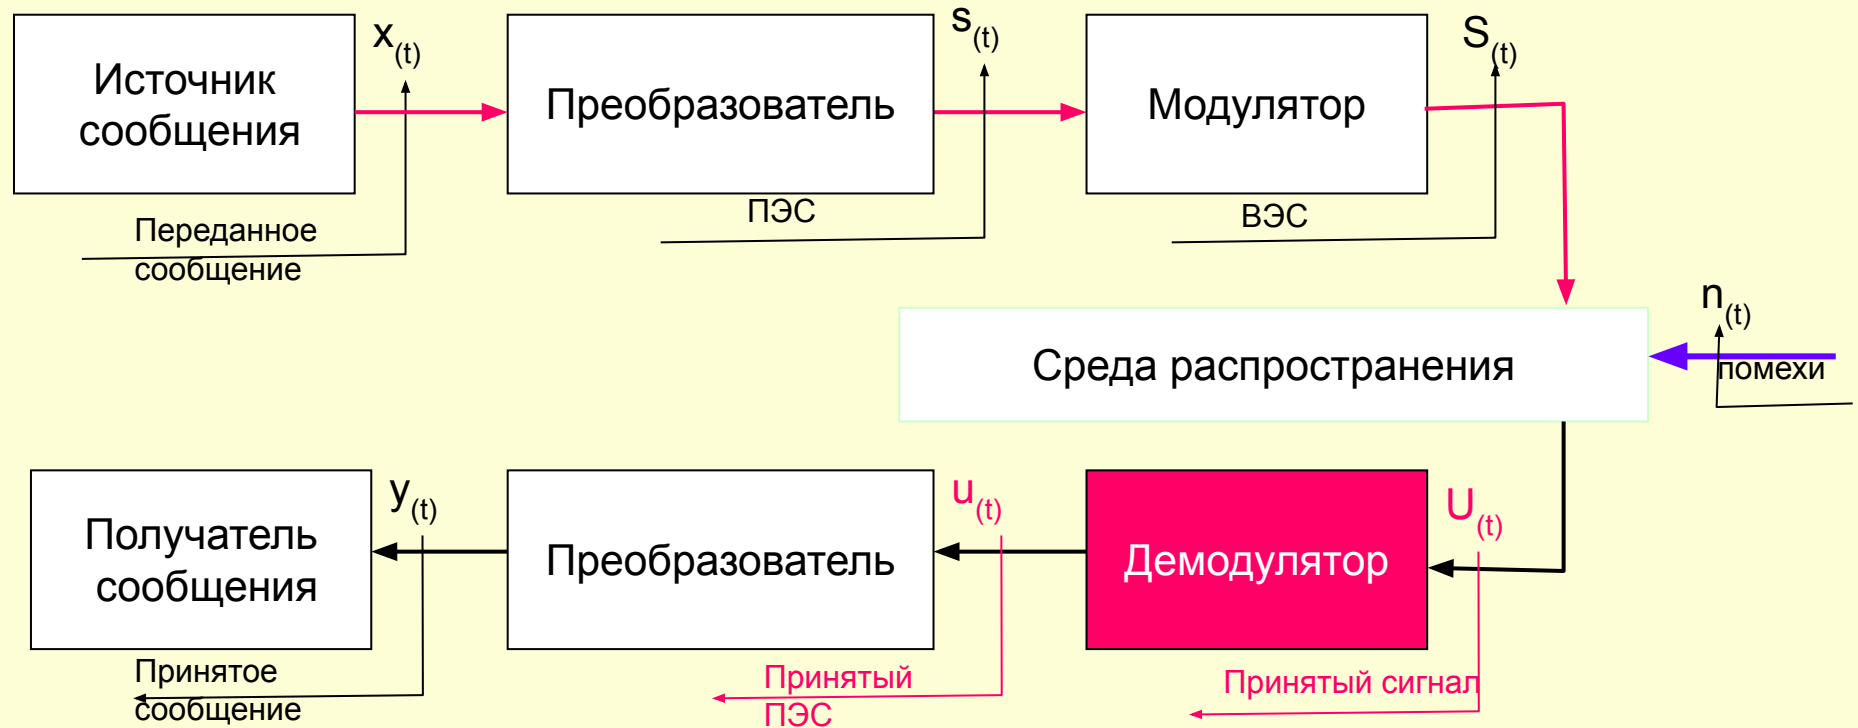 Источник
сообщения
x(t)
Преобразователь
s(t)
Модулятор
S(t)
Переданное
сообщение
ПЭС
ВЭС
Среда распространения
n(t)
помехи
Получатель
сообщения
y(t)
Преобразователь
u(t)
Демодулятор
U(t)
Принятое
сообщение
Принятый
ПЭС
Принятый сигнал